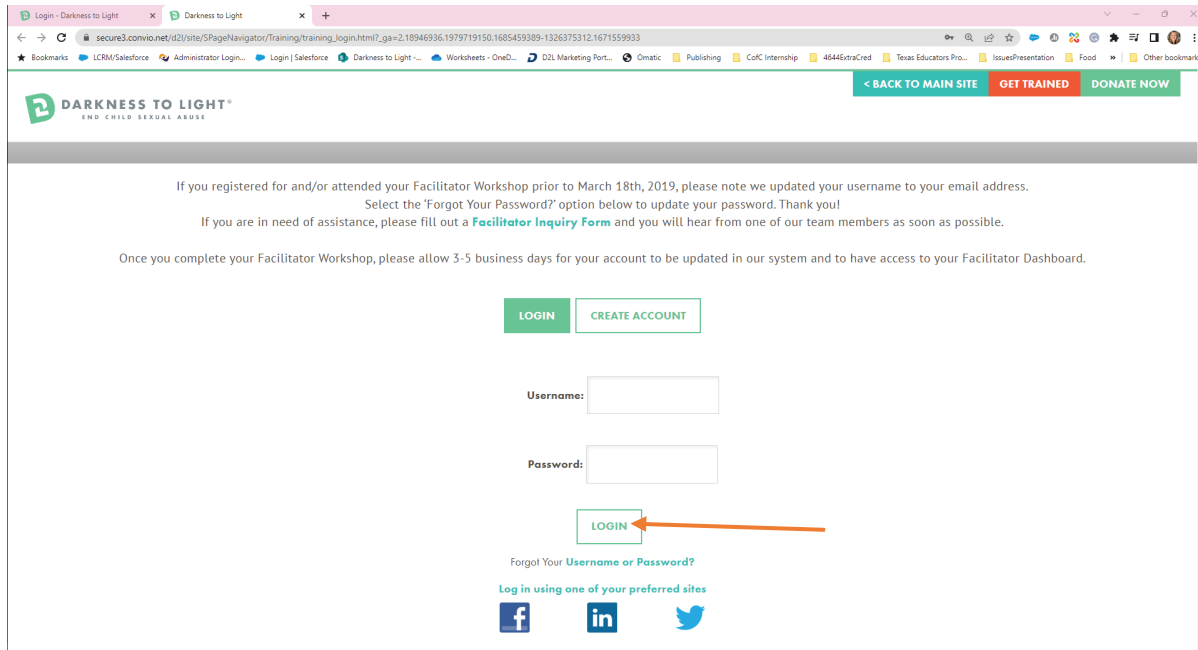 Login - Darkness to Light
Darkness to Light
secure3.convio.net/d2l/site/SPageNavigator/Training/training_login.html?_ga=2.18946936.1979719150.1685459389-1326375312.1671559933
Bookmarks LCRM/Salesforce Administrator Login... Login | Salesforce Darkness to Light -... Worksheets - OneD... D2L Marketing Port... Omatic Publishing CofC Internship 4644ExtraCred Texas Educators Pro... IssuesPresentation Food » Other bookmark
< BACK TO MAIN SITE GET TRAINED DONATE NOW
DARKNESS TO LIGHT®
END CHILD SEXUAL ABUSE
If you registered for and/or attended your Facilitator Workshop prior to March 18th, 2019, please note we updated your username to your email address.
Select the 'Forgot Your Password?' option below to update your password. Thank you!
If you are in need of assistance, please fill out a Facilitator Inquiry Form and you will hear from one of our team members as soon as possible.
Once you complete your Facilitator Workshop, please allow 3-5 business days for your account to be updated in our system and to have access to your Facilitator Dashboard.
LOGIN CREATE ACCOUNT
Username:
Password:
LOGIN
Forgot Your Username or Password?
Log in using one of your preferred sites
f in